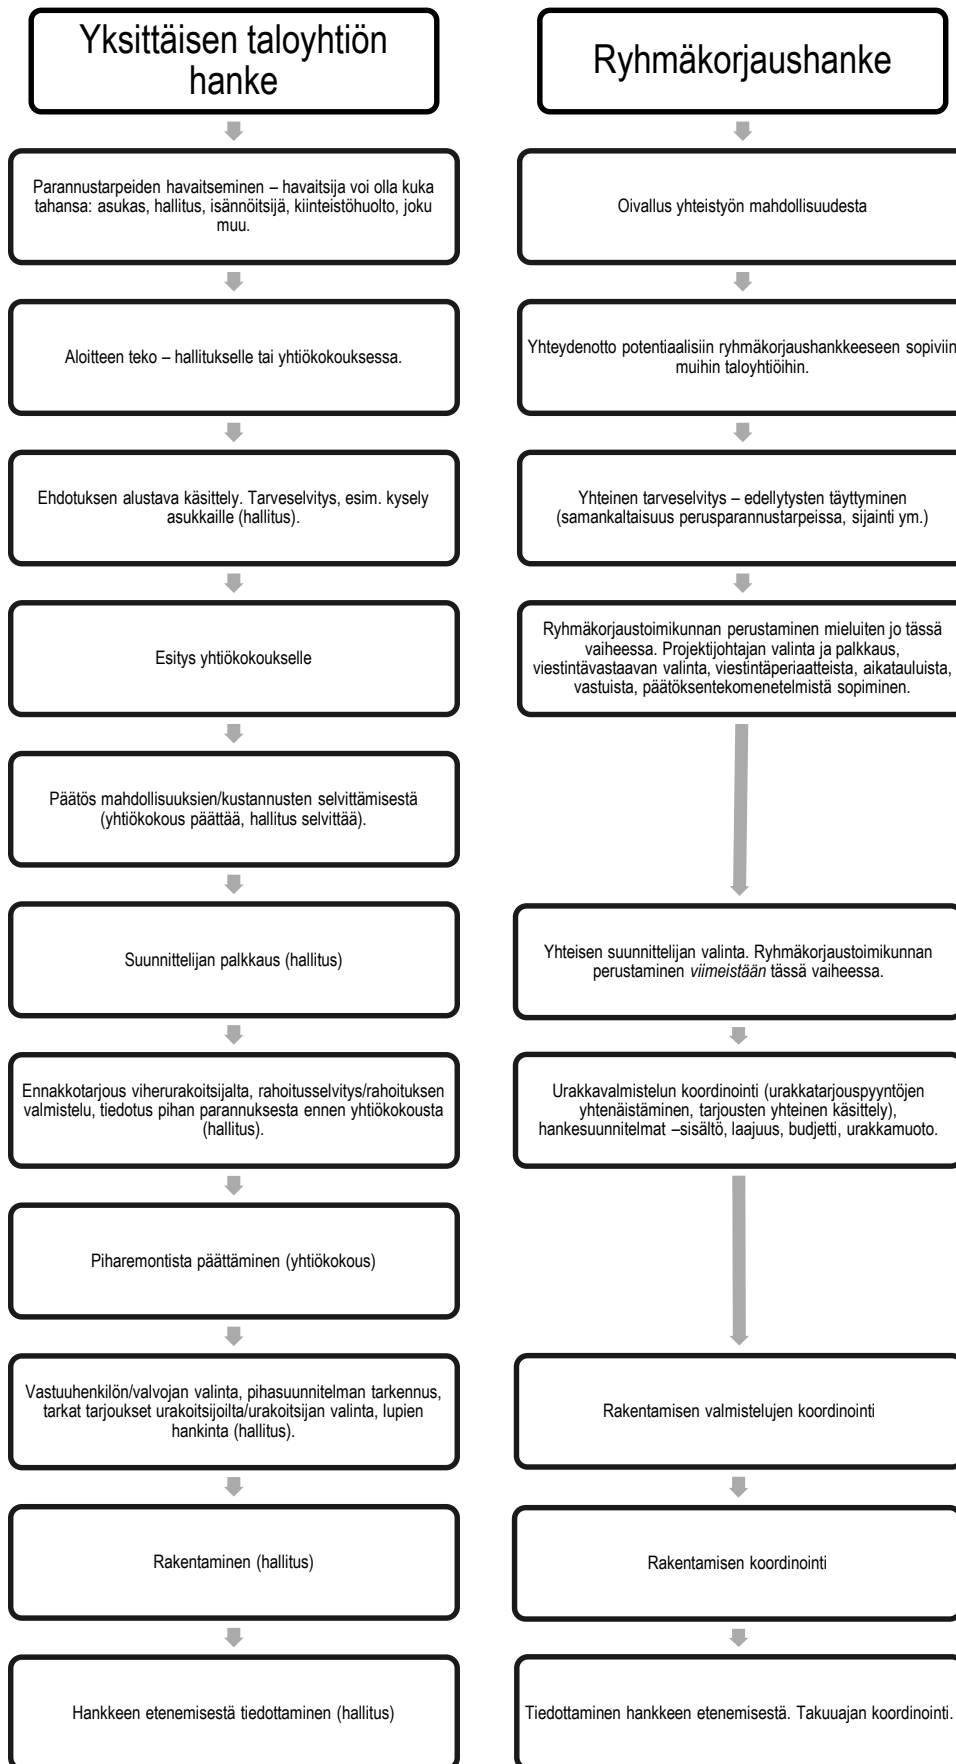 Yksittäisen taloyhtiön
hanke
Parannustarpeiden havaitseminen – havaitsija voi olla kuka
tahansa: asukas, hallitus, isännöitsijä, kiinteistöhuolto, joku
muu.
Aloitteen teko – hallitukselle tai yhtiökokouksessa.
Ehdotuksen alustava käsittely. Tarveselvitys, esim. kysely
asukkaille (hallitus).
Esitys yhtiökokoukselle
Päätös mahdollisuuksien/kustannusten selvittämisestä
(yhtiökokous päättää, hallitus selvittää).
Suunnittelijan palkkaus (hallitus)
Ennakkotarjous viherurakoitsijalta, rahoitusselvitys/rahoituksen
valmistelu, tiedotus pihan parannuksesta ennen yhtiökokousta
(hallitus).
Piharemontista päättäminen (yhtiökokous)
Vastuuhenkilön/valvojan valinta, pihasuunnitelman tarkennus,
tarkat tarjoukset urakoitsijoilta/urakoitsijan valinta, lupien
hankinta (hallitus).
Rakentaminen (hallitus)
Hankkeen etenemisestä tiedottaminen (hallitus)
Ryhmäkorjaushanke
Oivallus yhteistyön mahdollisuudesta
Yhteydenotto potentiaalisiin ryhmäkorjaushankkeeseen sopiviin
muihin taloyhtiöihin.
Yhteinen tarveselvitys – edellytysten täyttyminen
(samankaltaisuus perusparannustarpeissa, sijainti ym.)
Ryhmäkorjaustoimikunnan perustaminen mieluiten jo tässä
vaiheessa. Projektijohtajan valinta ja palkkaus,
viestintävastaavan valinta, viestintäperiaatteista, aikatauluista,
vastuista, päätöksentekomenetelmistä sopiminen.
Yhteisen suunnittelijan valinta. Ryhmäkorjaustoimikunnan
perustaminen viimeistään tässä vaiheessa.
Urakkavalmistelun koordinointi (urakkatarjouspyyntöjen
yhtenäistäminen, tarjousten yhteinen käsittely),
hankesuunnitelmat –sisältö, laajuus, budjetti, urakkamuoto.
Rakentamisen valmistelujen koordinointi
Rakentamisen koordinointi
Tiedottaminen hankkeen etenemisestä. Takuuajan koordinointi.